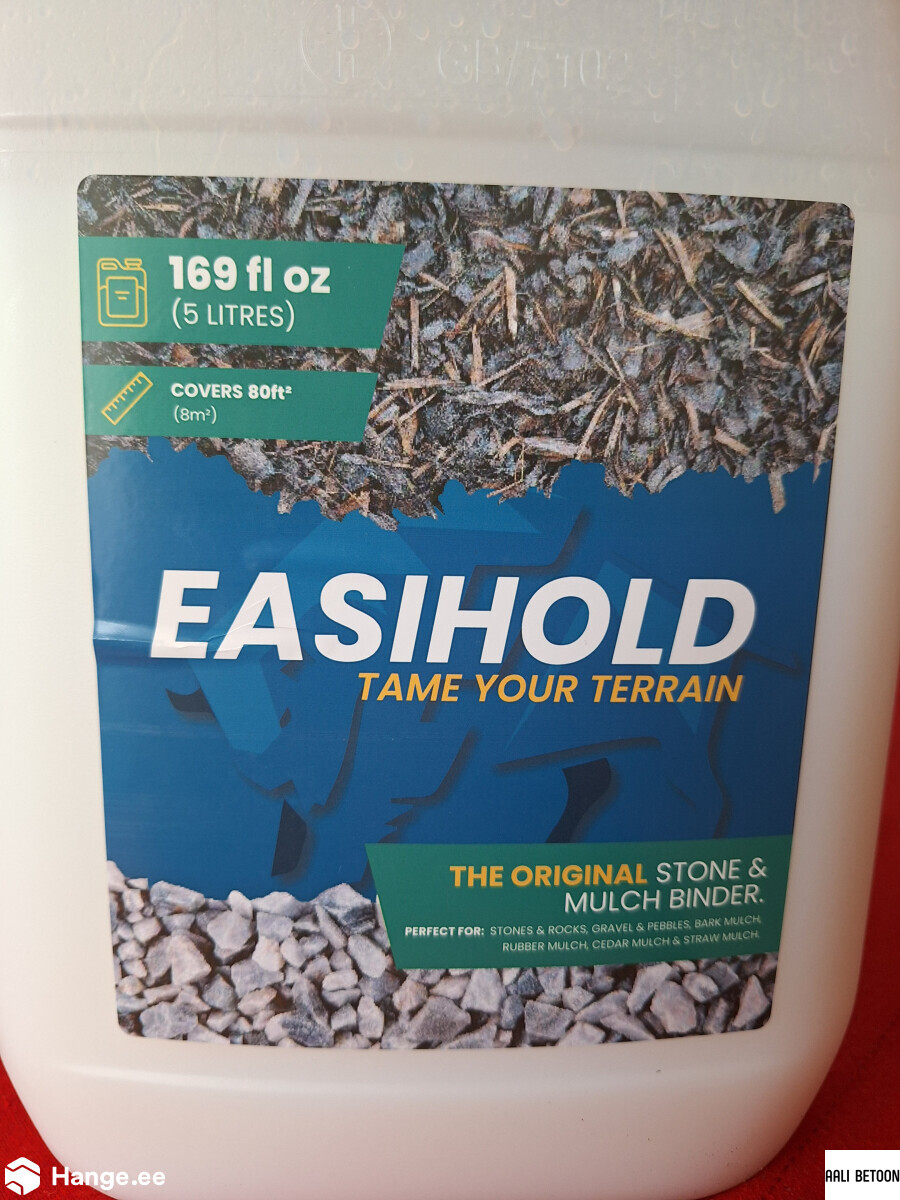 169 fl oz
(5 LITRES)
COVERS 80ft²
(8m²)
EASIHOLD
TAME YOUR TERRAIN
THE ORIGINAL STONE &
MULCH BINDER.
PERFECT FOR: STONES & ROCKS, GRAVEL & PEBBLES, BARK MULCH,
RUBBER MULCH, CEDAR MULCH & STRAW MULCH.
Hange.ee
AALI BETOON